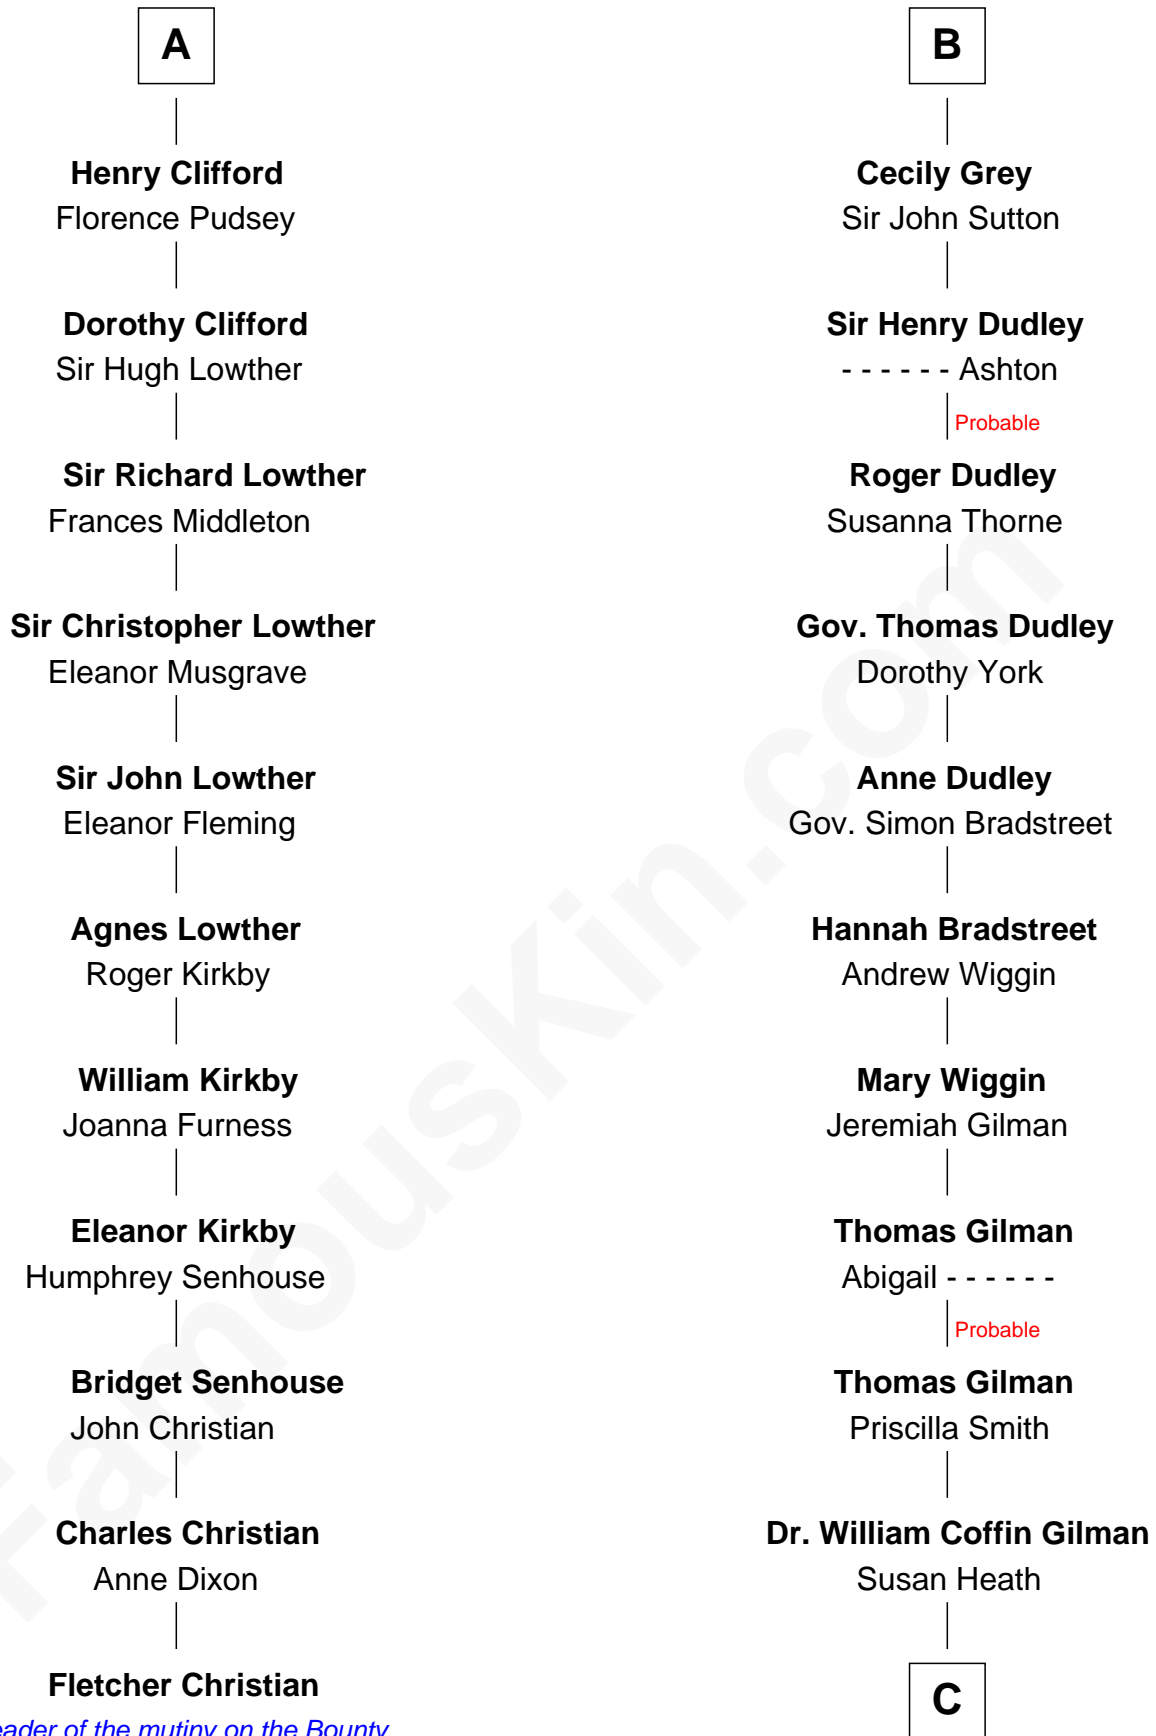 A
Henry Clifford
Florence Pudsey
Dorothy Clifford
Sir Hugh Lowther
Sir Richard Lowther
Frances Middleton
Sir Christopher Lowther
Eleanor Musgrave
Sir John Lowther
Eleanor Fleming
Agnes Lowther
Roger Kirkby
William Kirkby
Joanna Furness
Eleanor Kirkby
Humphrey Senhouse
Bridget Senhouse
John Christian
Charles Christian
Anne Dixon
Fletcher Christian
of the mutiny on the Bounty
B
Cecily Grey
Sir John Sutton
Sir Henry Dudley
- - - - - - Ashton
Probable
Roger Dudley
Susanna Thorne
Gov. Thomas Dudley
Dorothy York
Anne Dudley
Gov. Simon Bradstreet
Hannah Bradstreet
Andrew Wiggin
Mary Wiggin
Jeremiah Gilman
Thomas Gilman
Abigail - - - - - -
Probable
Thomas Gilman
Priscilla Smith
Dr. William Coffin Gilman
Susan Heath
C
FamousKin.com